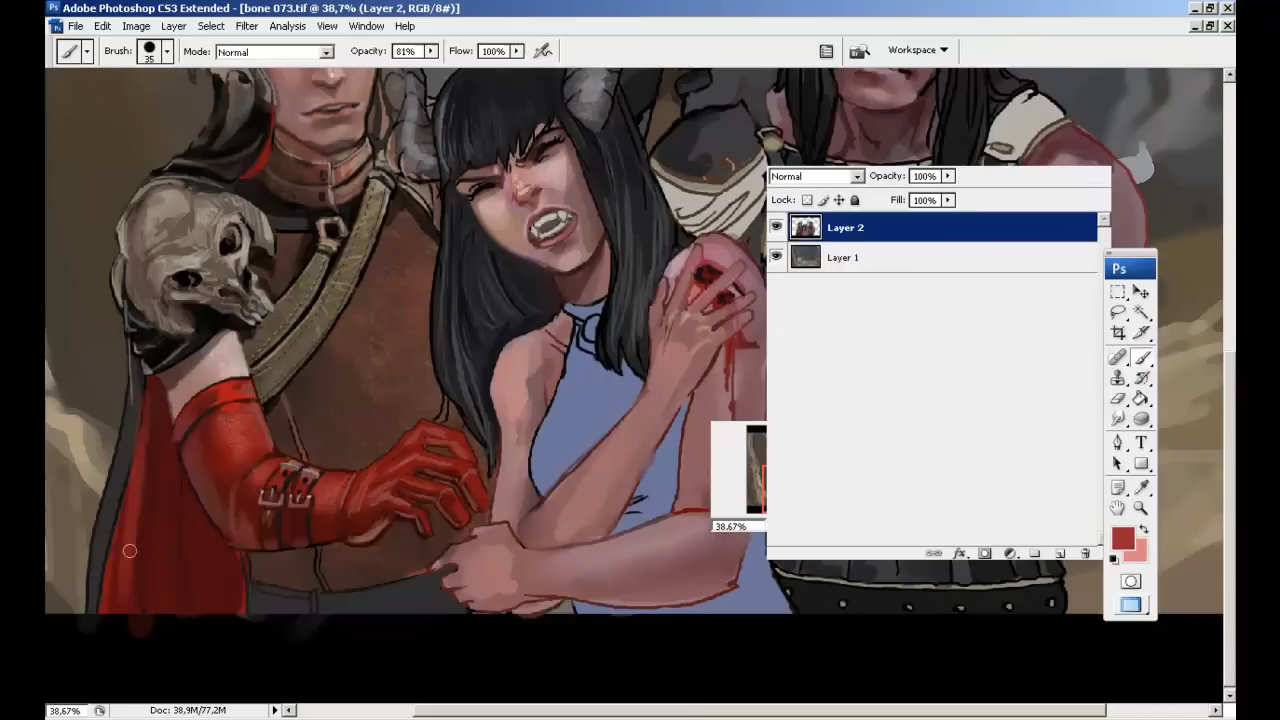 Adobe Photoshop CS3 Extended - [bone 073.tif @ 38,7% (Layer 2, RGB/8#)]
File Edit Image Layer Select Filter Analysis View Window Help
Brush: 35 Mode: Normal Opacity: 81% Flow: 100% Workspace
Normal Opacity: 100%
Lock: Fill: 100%
Layer 2
Layer 1
Ps
T
38.67%
fx
38,67% Doc: 38,9M/77,2M